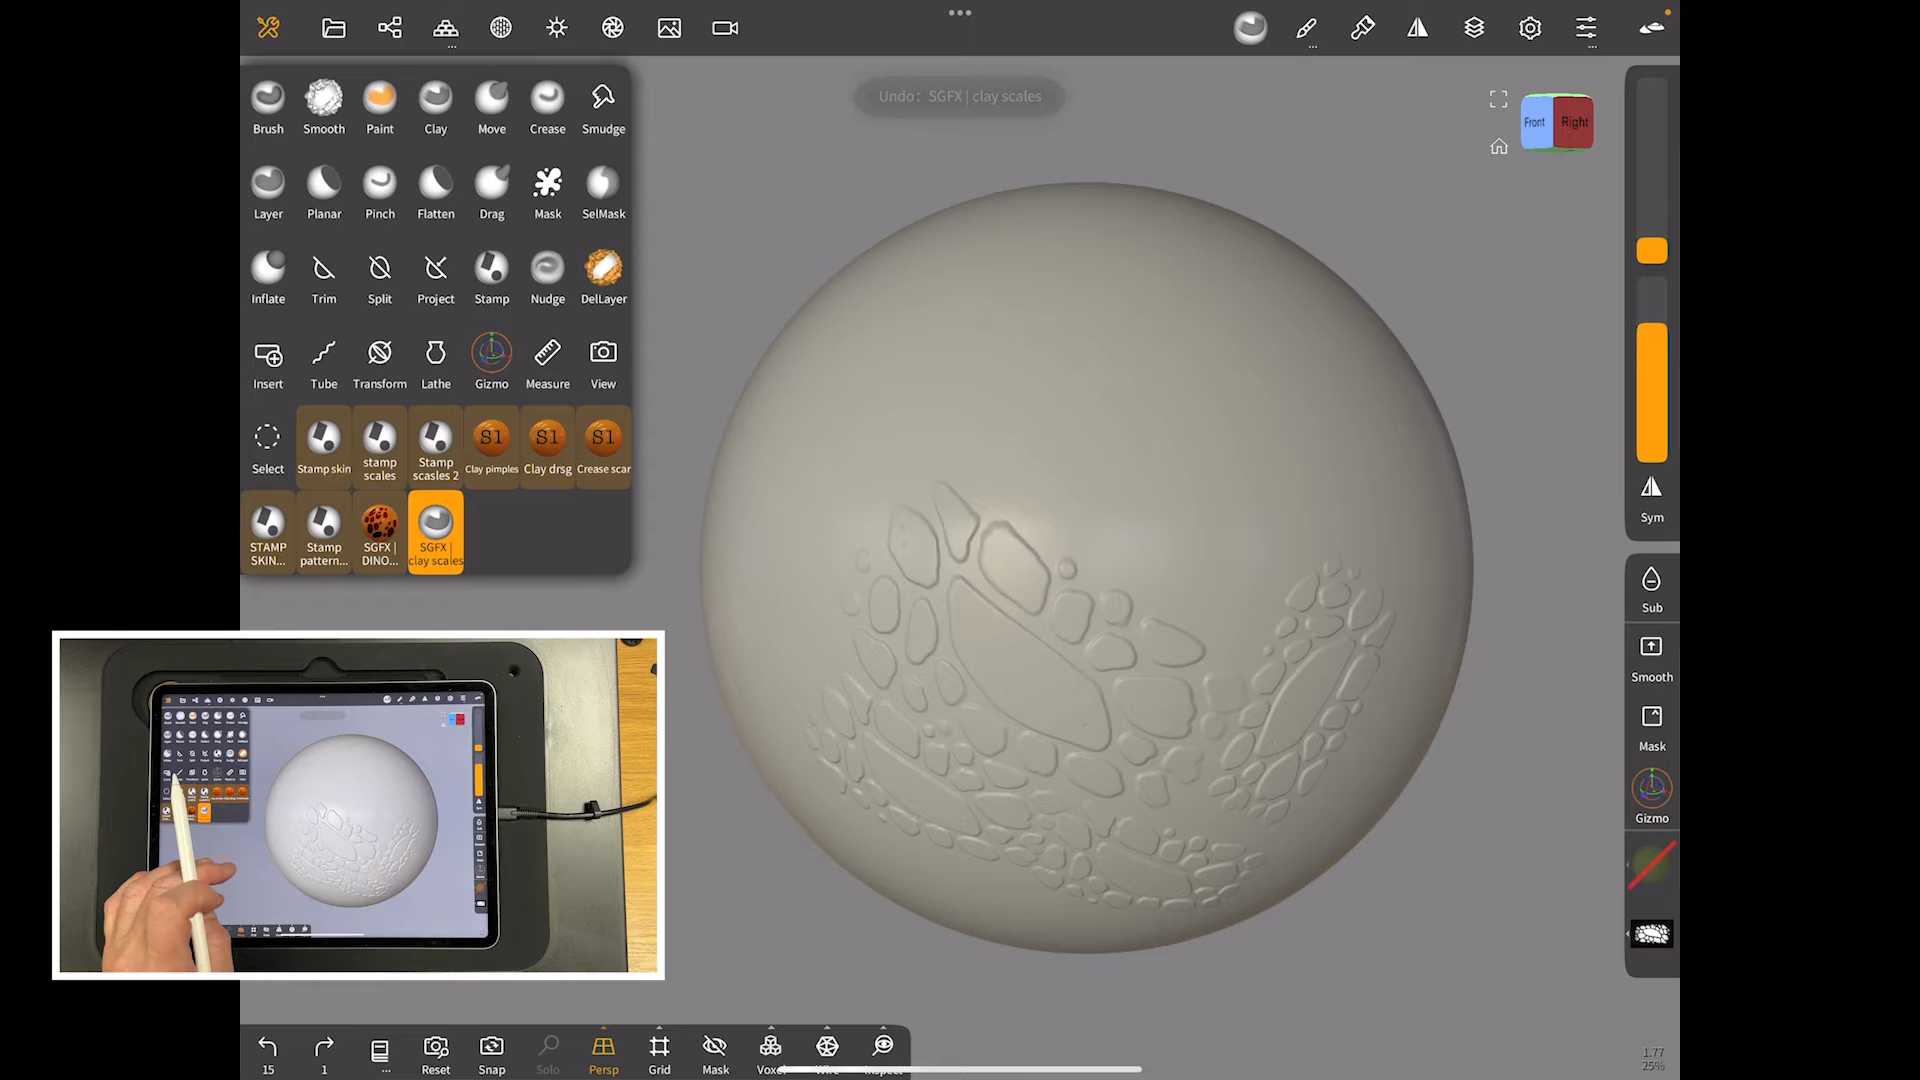 Undo: SGFX | clay scales
Front
Right
Brush
Smooth
Paint
Clay
Move
Crease
Smudge
Layer
Planar
Pinch
Flatten
Drag
Mask
SelMask
Inflate
Trim
Split
Project
Stamp
Nudge
DelLayer
Insert
Tube
Transform
Lathe
Gizmo
Measure
View
Select
Stamp skin
stamp
scales
Stamp
scasles 2
S1
Clay pimples
S1
Clay drsg
S1
Crease scar
STAMP
SKIN...
Stamp
pattern...
SGFX |
DINO...
SGFX |
clay scales
Sym
Sub
Smooth
Mask
Gizmo
15
1
...
Reset
Snap
Solo
Persp
Grid
Mask
Voxel
Wire
Inspect
1.77
25%